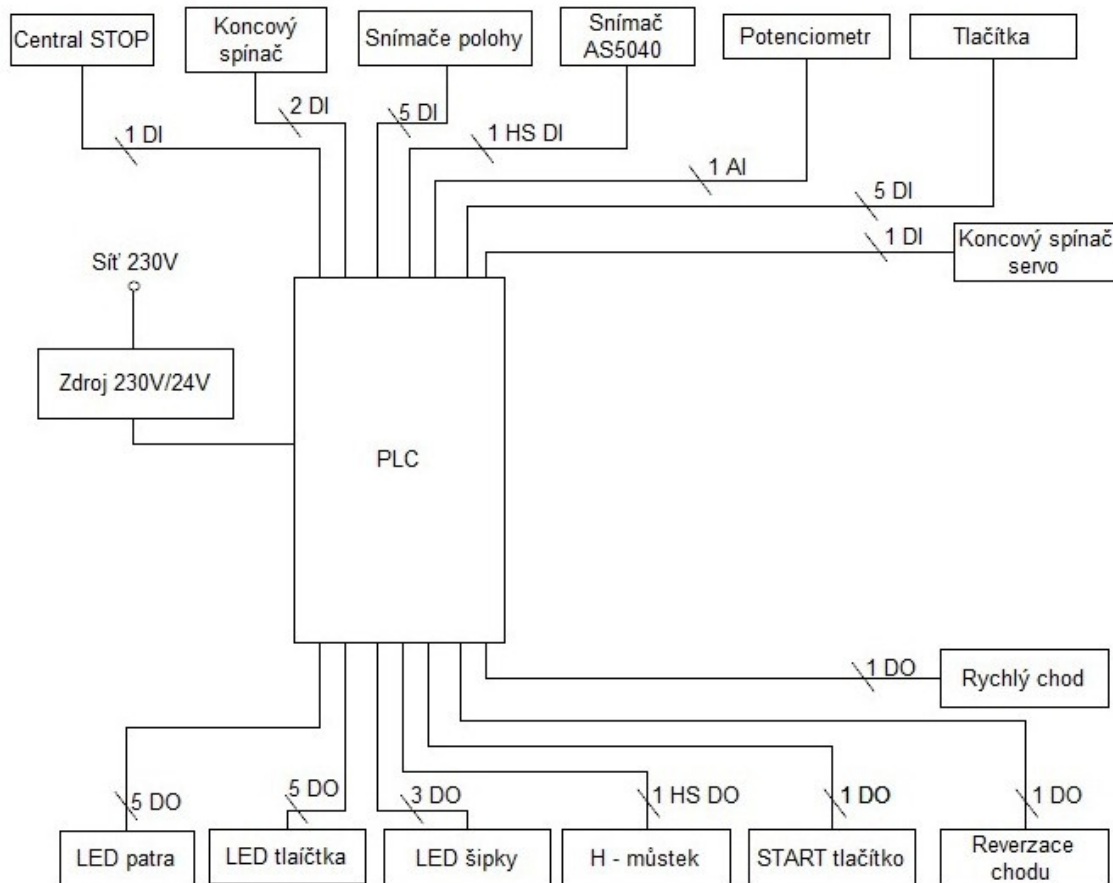 Central STOP
Koncový
spínač
Snímače polohy
Snímač
AS5040
Potenciometr
Tlačítka
1 DI
2 DI
5 DI
1 HS DI
1 AI
5 DI
1 DI
Koncový spínač
servo
Síť 230V
Zdroj 230V/24V
PLC
1 DO
Rychlý chod
5 DO
5 DO
3 DO
1 HS DO
1 DO
1 DO
LED patra
LED tlaíčtka
LED šipky
H - můstek
START tlačítko
Reverzace
chodu